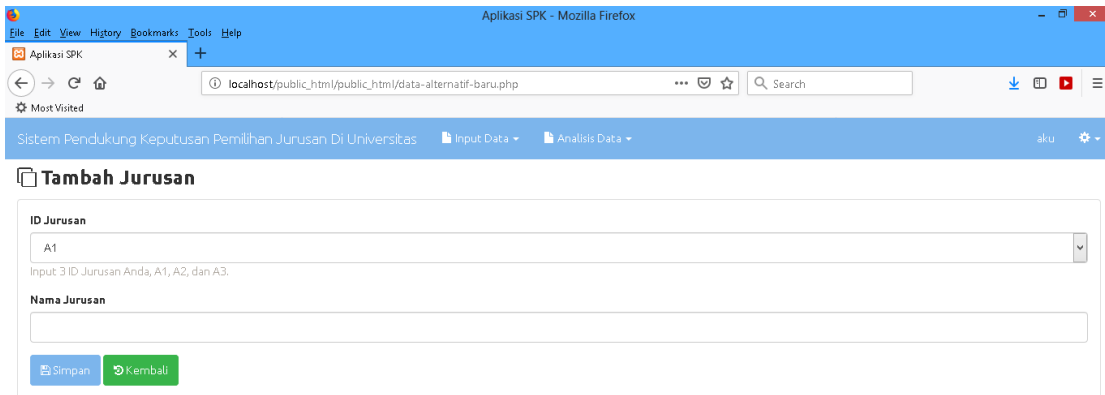 Aplikasi SPK - Mozilla Firefox
File Edit View History Bookmarks Tools Help
Aplikasi SPK
localhost/public_html/public_html/data-alternatif-baru.php Search
Most Visited
Sistem Pendukung Keputusan Pemilihan Jurusan Di Universitas Input Data Analisis Data aku
Tambah Jurusan
ID Jurusan
A1
Input 3 ID Jurusan Anda, A1, A2, dan A3.
Nama Jurusan
Simpan Kembali